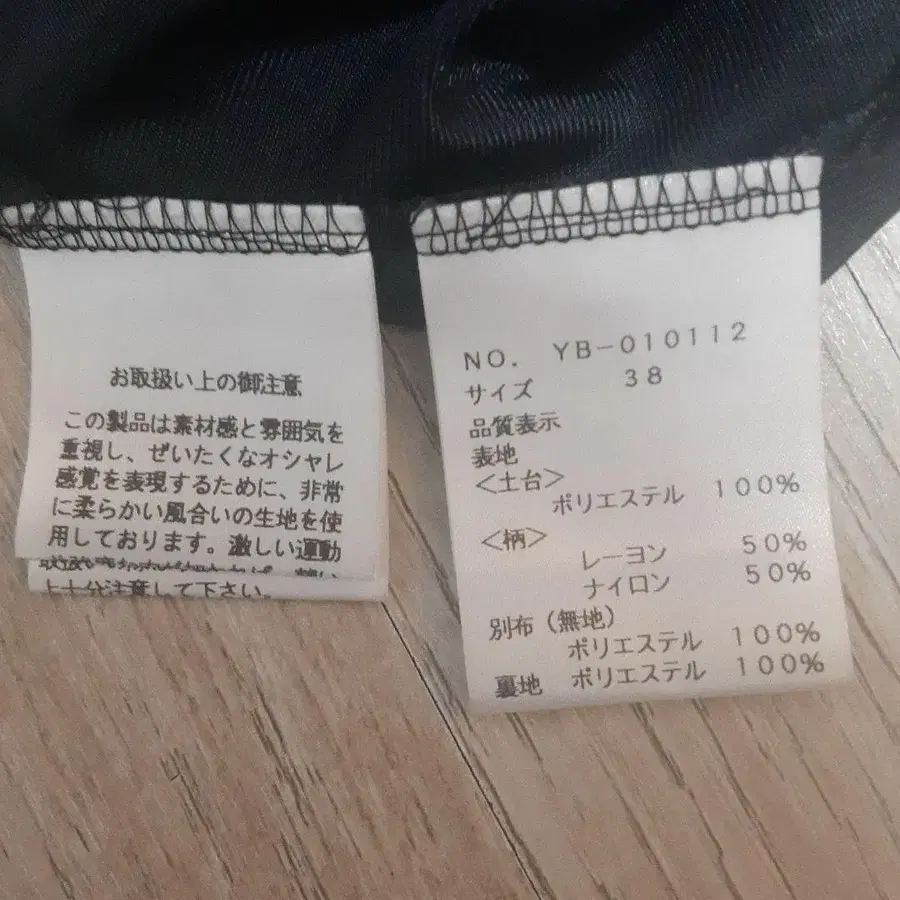 お取扱い上の御注意
この製品は素材感と雰囲気を
重視し、ぜいたくなオシャレ
感覚を表現するために、非常
に柔らかい風合いの生地を使
用しております。激しい運動
十分注意して下さい。
NO. YB-010112
サイズ 38
品質表示
表地
<土台>
ポリエステル 100%
<柄>
レーヨン 50%
ナイロン 50%
別布(無地)
ポリエステル 100%
裏地 ポリエステル 100%